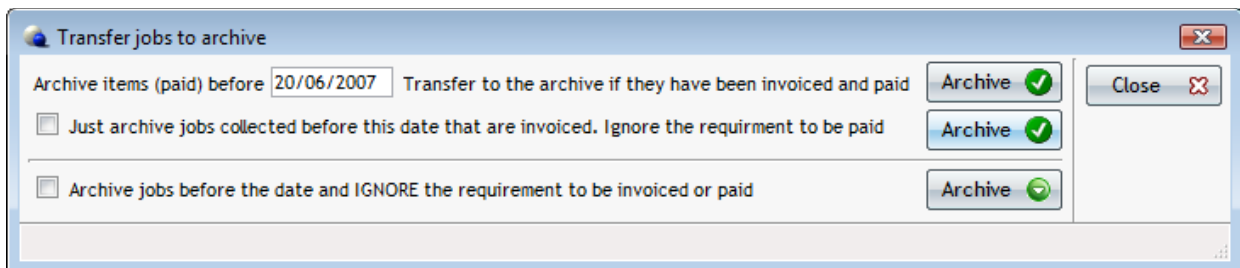 Transfer jobs to archive
Archive items (paid) before 20/06/2007 Transfer to the archive if they have been invoiced and paid Archive Close
Just archive jobs collected before this date that are invoiced. Ignore the requirment to be paid Archive
Archive jobs before the date and IGNORE the requirement to be invoiced or paid Archive